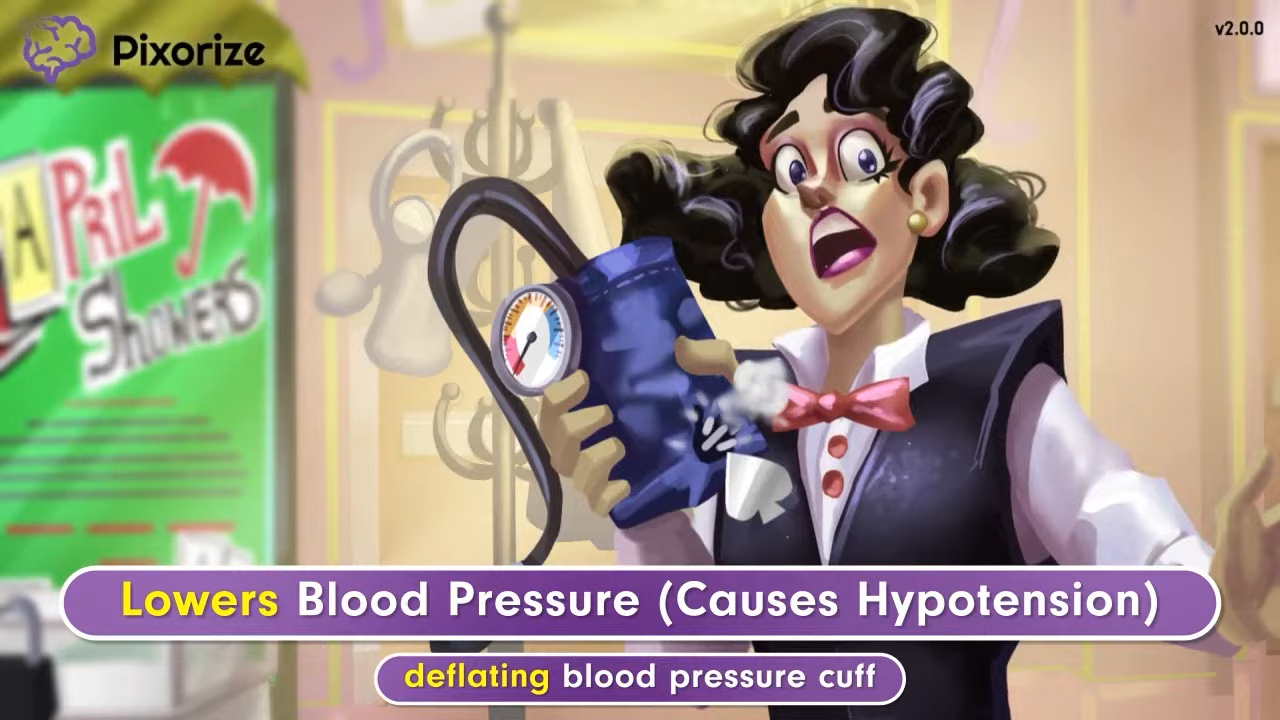 Pixorize
v2.0.0
APRIL
SHOWERS
Lowers Blood Pressure (Causes Hypotension)
deflating blood pressure cuff